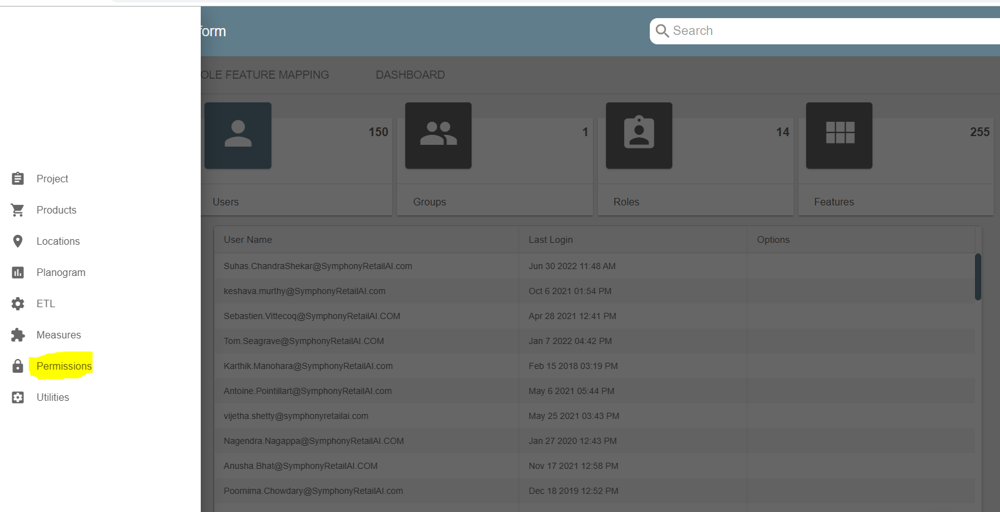 form
Search
OLE FEATURE MAPPING
DASHBOARD
150
1
14
255
Users
Groups
Roles
Features
Project
Products
Locations
Planogram
ETL
Measures
Permissions
Utilities
User Name Last Login Options
Suhas.ChandraShekar@SymphonyRetailAI.com Jun 30 2022 11:48 AM
keshava.murthy@SymphonyRetailAI.com Oct 6 2021 01:54 PM
Sebastien.Vittecoq@SymphonyRetailAI.COM Apr 28 2021 12:41 PM
Tom.Seagrave@SymphonyRetailAI.COM Jan 7 2022 04:42 PM
Karthik.Manohara@SymphonyRetailAI.com Feb 15 2018 03:19 PM
Antoine.Pointillart@SymphonyRetailAI.com May 6 2021 05:44 PM
vijetha.shetty@symphonyretailai.com May 25 2021 03:43 PM
Nagendra.Nagappa@SymphonyRetailAI.COM Jan 27 2020 12:43 PM
Anusha.Bhat@SymphonyRetailAI.COM Nov 17 2021 12:58 PM
Poornima.Chowdary@SymphonyRetailAI.com Dec 18 2019 12:52 PM